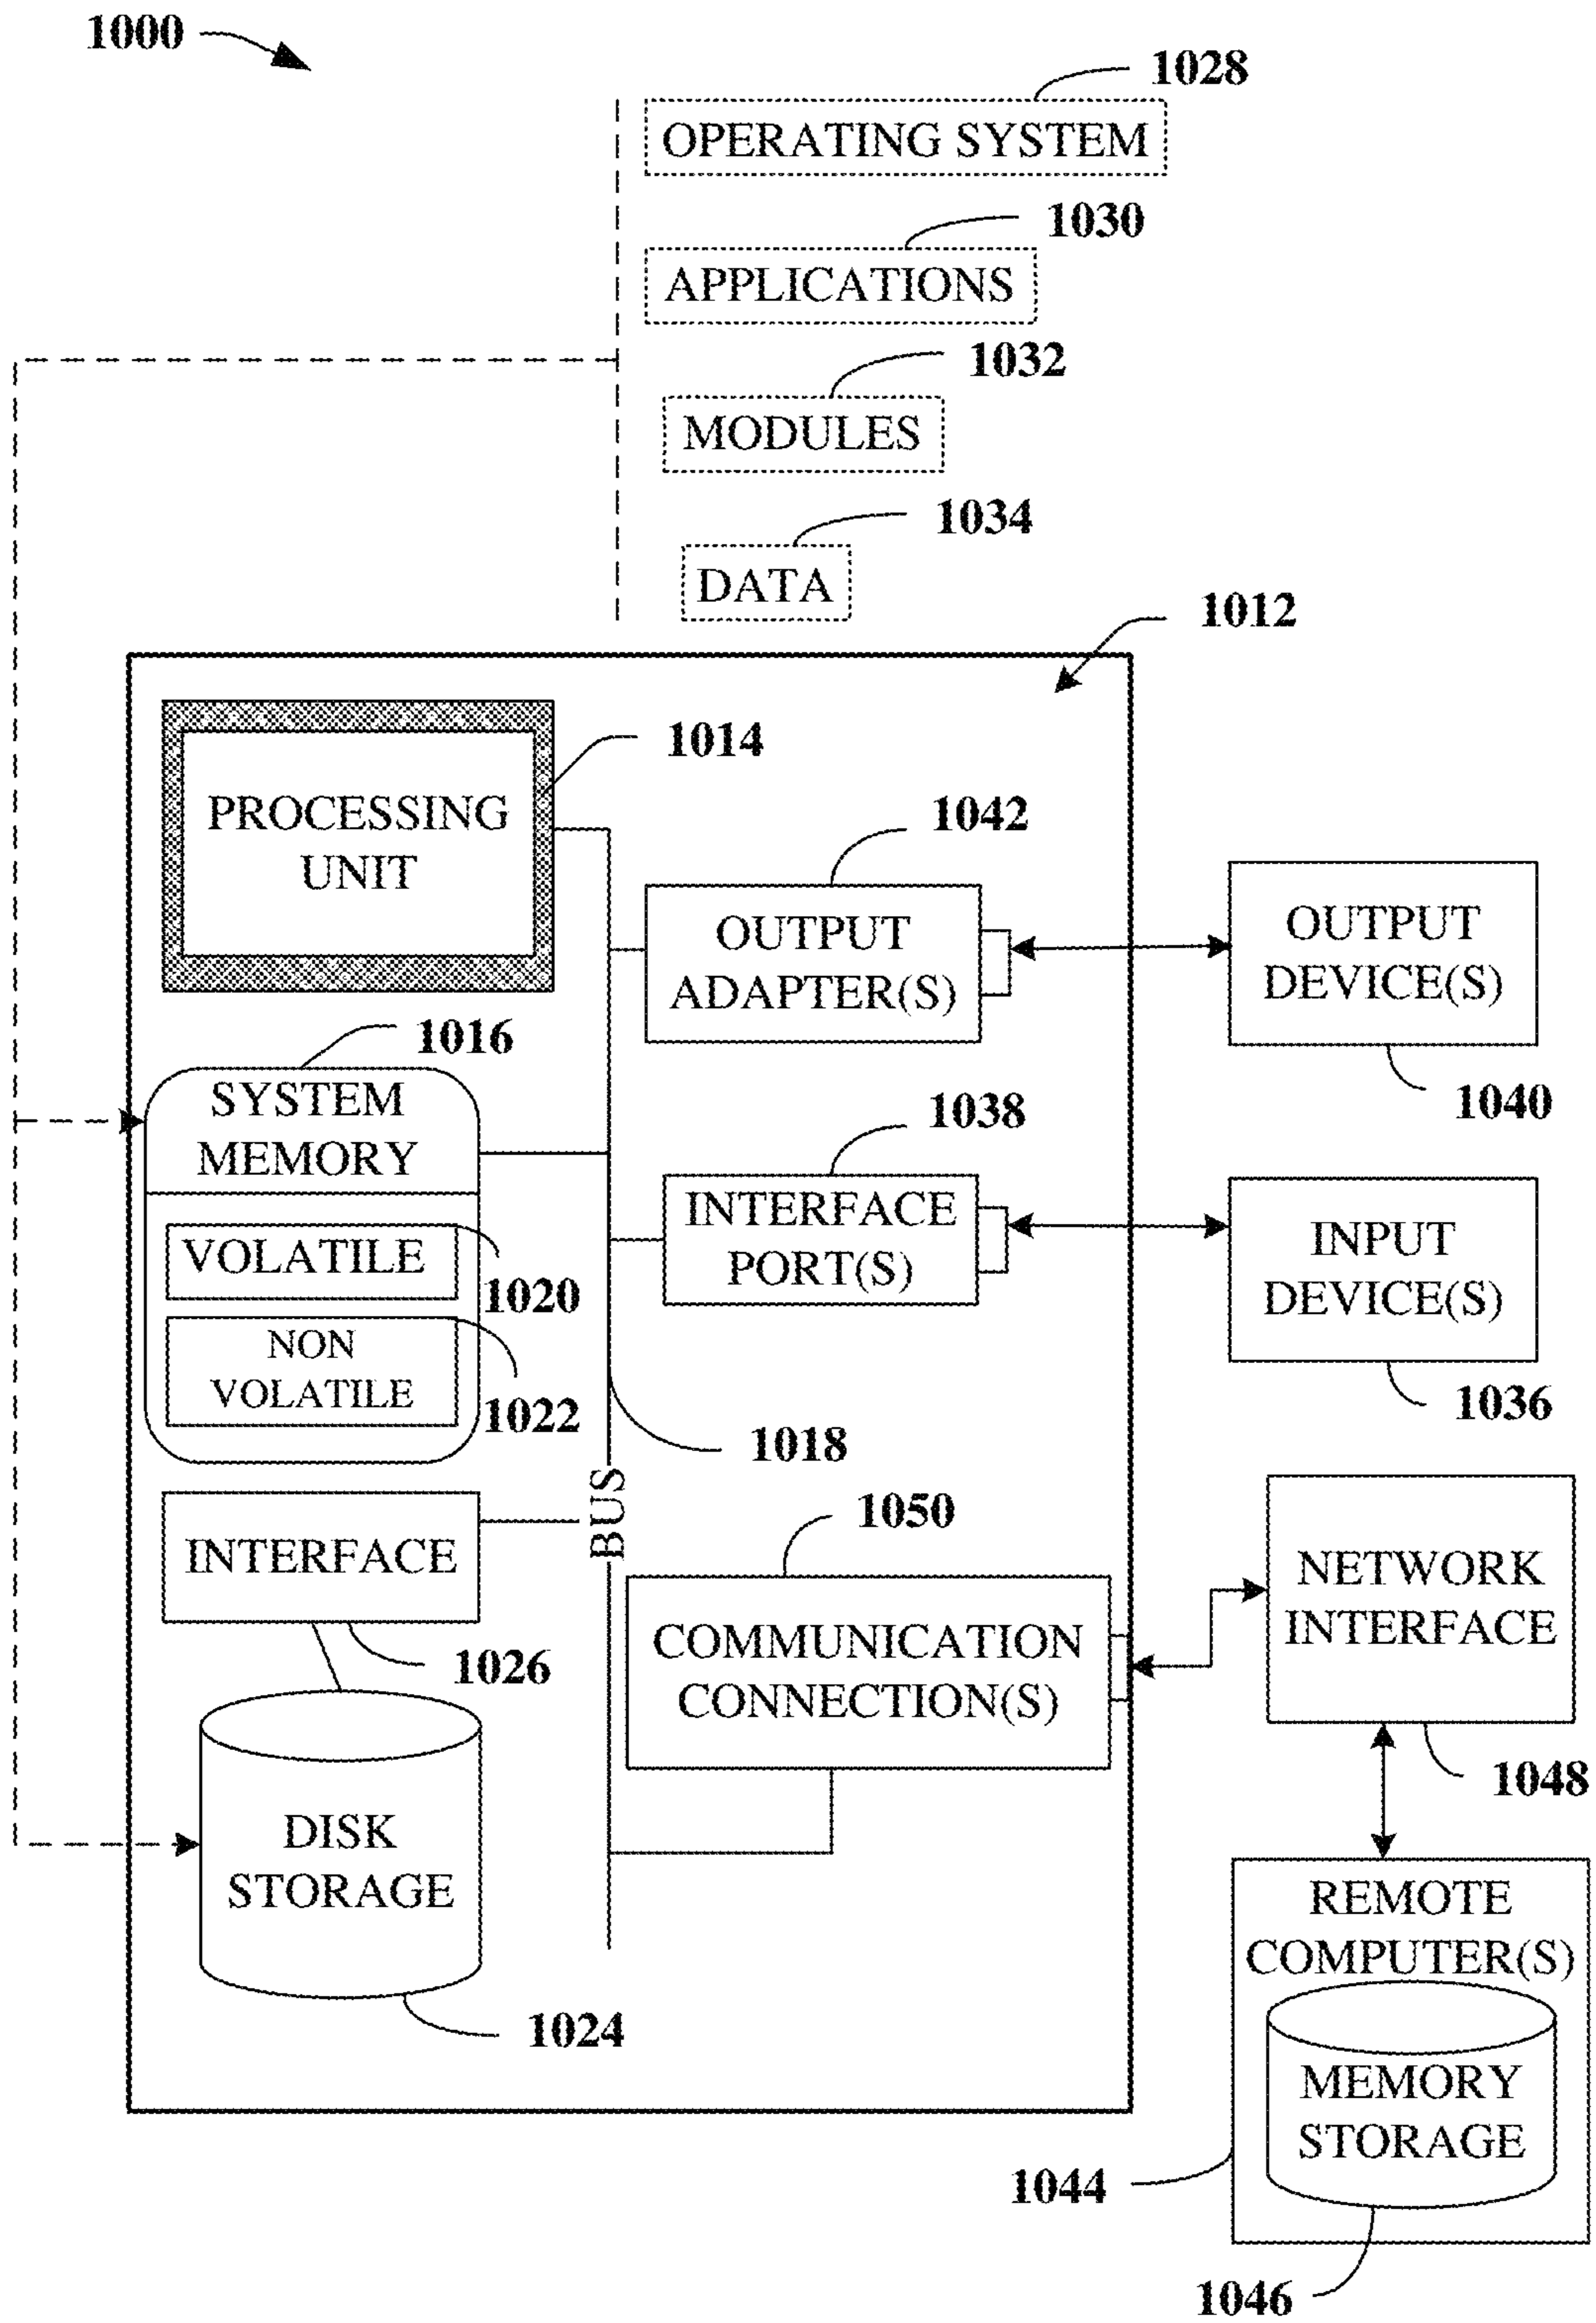 1000
1028
OPERATING SYSTEM
1030
APPLICATIONS
1032
MODULES
1034
DATA
1012
PROCESSING
UNIT
1014
1042
OUTPUT
ADAPTER(S)
OUTPUT
DEVICE(S)
1040
1016
SYSTEM
MEMORY
VOLATILE
1020
NON
VOLATILE
1022
1038
INTERFACE
PORT(S)
INPUT
DEVICE(S)
1036
1018
BUS
INTERFACE
1026
1050
COMMUNICATION
CONNECTION(S)
NETWORK
INTERFACE
1048
DISK
STORAGE
1024
REMOTE
COMPUTER(S)
MEMORY
STORAGE
1044
1046